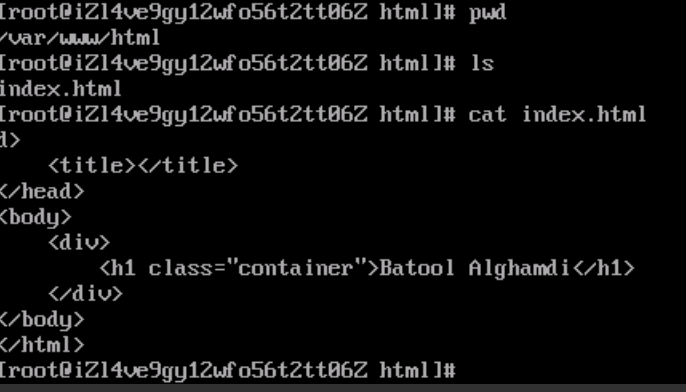 [root@iZl4ve9gy12wfo56t2tt06Z html]# pwd
/var/www/html
[root@iZl4ve9gy12wfo56t2tt06Z html]# ls
index.html
[root@iZl4ve9gy12wfo56t2tt06Z html]# cat index.html
d>
    <title></title>
</head>
<body>
    <div>
        <h1 class="container">Batool Alghamdi</h1>
    </div>
</body>
</html>
[root@iZl4ve9gy12wfo56t2tt06Z html]#